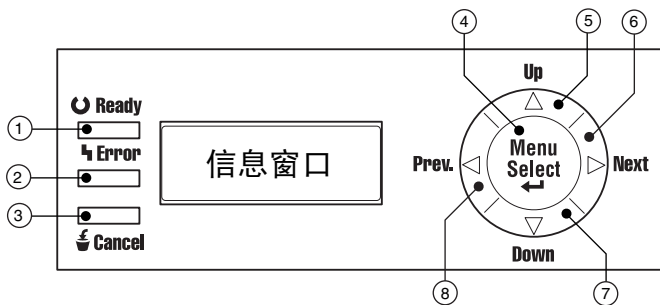 4
5
6
Up
Ready
1
Error
2
信息窗口
Prev.
Menu
Select
Next
3
Cancel
Down
8
7